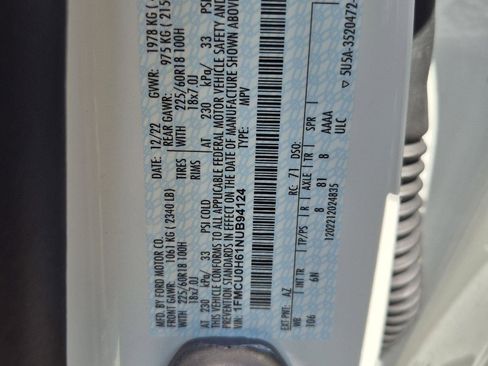 MFD. BY FORD MOTOR CO.
12/22
GVWR: 1978 KG
FRONT GAWR: 1061 KG (2340 LB)
REAR GAWR: 975 KG (215
WITH 225/60R18 100H TIRES
WITH 225/60R18 100H
18x7.0J RIMS
18x7.0J
AT 230 kPa/ 33 PSI COLD
AT 230 kPa/ 33 PSI
THIS VEHICLE CONFORMS TO ALL APPLICABLE FEDERAL MOTOR VEHICLE SAFETY AND
PREVENTION STANDARDS IN EFFECT ON THE DATE OF MANUFACTURE SHOWN ABOVE
VIN: 1FMCU0H61NUB94124
TYPE: MPV
EXT PNT: AZ RC: 71 DSO:
WB INT TR TP/PS R AXLE TR SPR
106 6N 8 81 8 AAAA
1202212024835 ULC
5U5A-3520472-